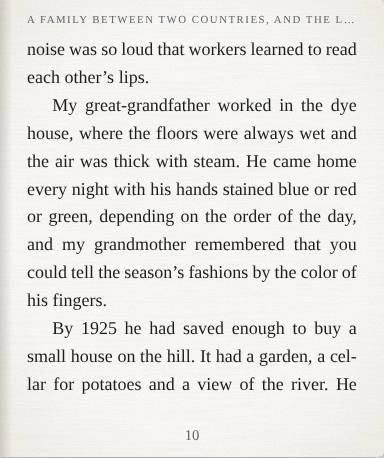 A FAMILY BETWEEN TWO COUNTRIES, AND THE L...
noise was so loud that workers learned to read
each other’s lips.
My great-grandfather worked in the dye
house, where the floors were always wet and
the air was thick with steam. He came home
every night with his hands stained blue or red
or green, depending on the order of the day,
and my grandmother remembered that you
could tell the season’s fashions by the color of
his fingers.
By 1925 he had saved enough to buy a
small house on the hill. It had a garden, a cel-
lar for potatoes and a view of the river. He
10